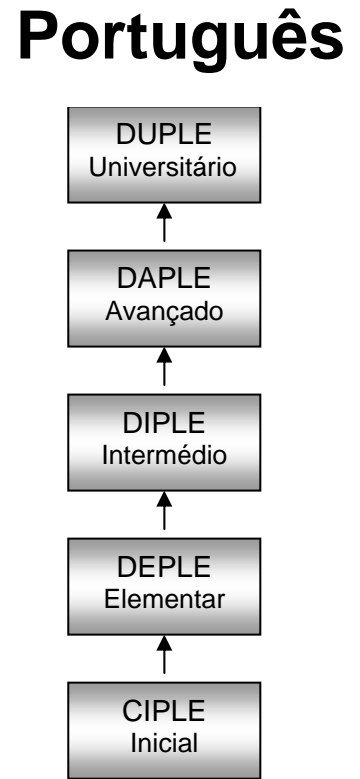 Português
DUPLE
Universitário
DAPLE
Avançado
DIPLE
Intermédio
DEPLE
Elementar
CIPLE
Inicial